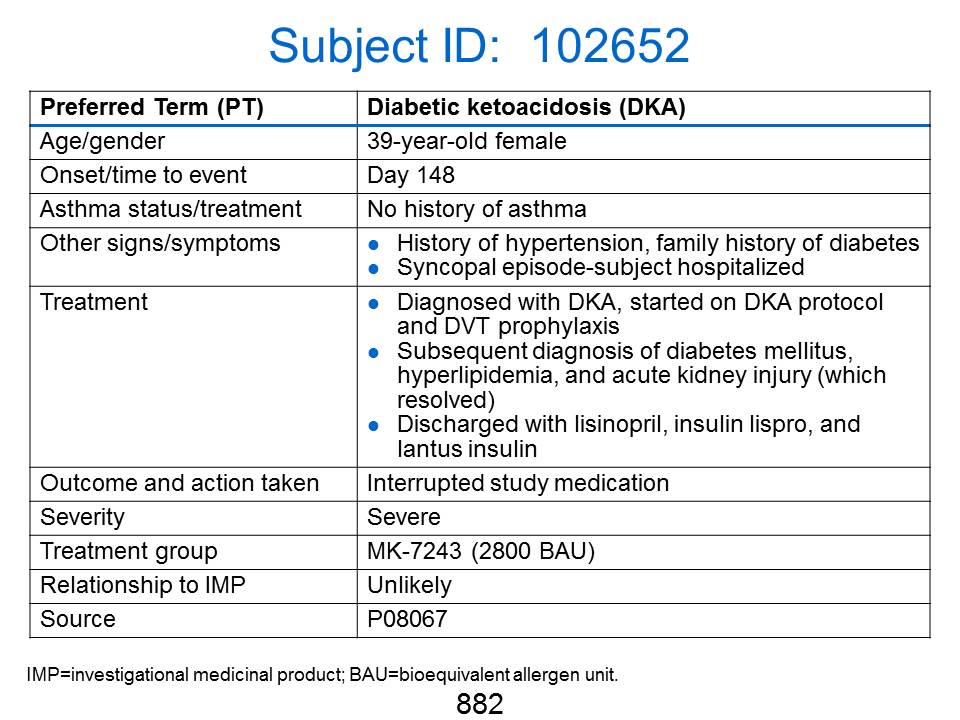 Subject ID: 102652
Preferred Term (PT) Diabetic ketoacidosis (DKA)
Age/gender 39-year-old female
Onset/time to event Day 148
Asthma status/treatment No history of asthma
Other signs/symptoms ● History of hypertension, family history of diabetes
● Syncopal episode-subject hospitalized
Treatment ● Diagnosed with DKA, started on DKA protocol
and DVT prophylaxis
● Subsequent diagnosis of diabetes mellitus,
hyperlipidemia, and acute kidney injury (which
resolved)
● Discharged with lisinopril, insulin lispro, and
lantus insulin
Outcome and action taken Interrupted study medication
Severity Severe
Treatment group MK-7243 (2800 BAU)
Relationship to IMP Unlikely
Source P08067
IMP=investigational medicinal product; BAU=bioequivalent allergen unit.
882